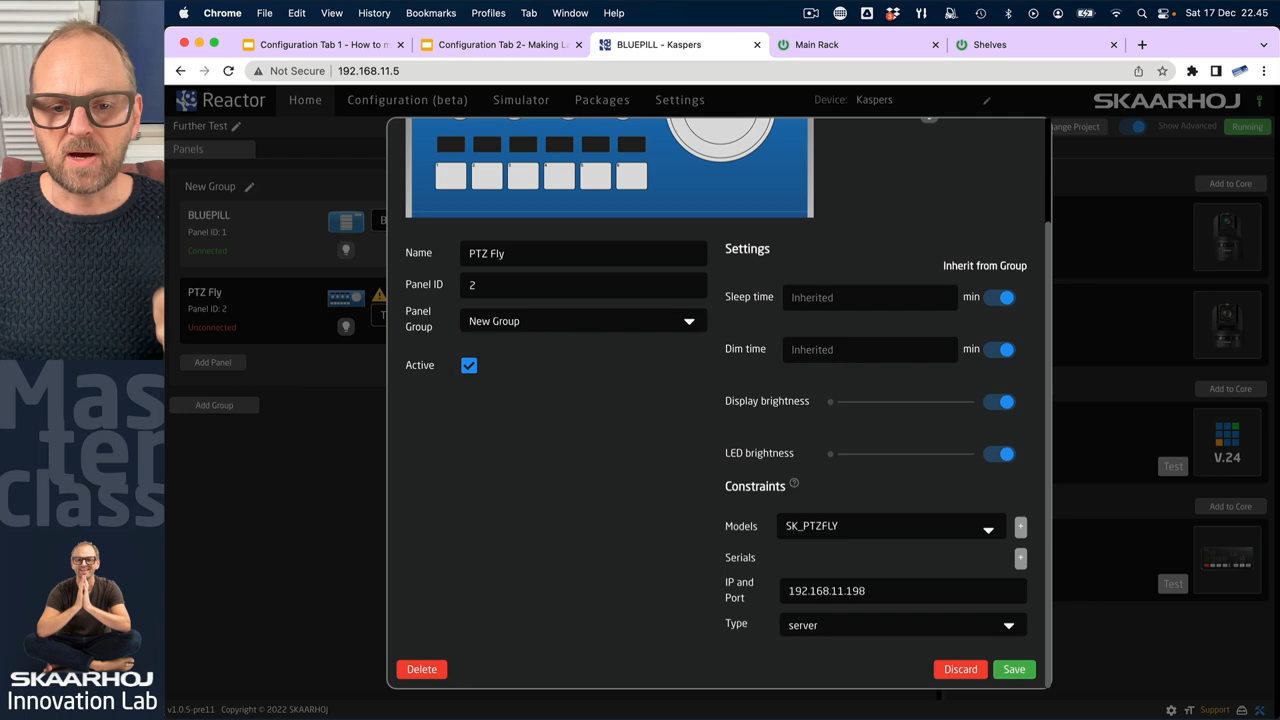 Chrome File Edit View History Bookmarks Profiles Tab Window Help Sat 17 Dec 22.45
Configuration Tab 1 - How to m
Configuration Tab 2- Making L
BLUEPILL - Kaspers
Main Rack
Shelves
Not Secure 192.168.11.5
Reactor Home Configuration (beta) Simulator Packages Settings Device: Kaspers SKAARHOJ
Further Test
ange Project Show Advanced Running
Panels
New Group
Add to Core
BLUEPILL
Panel ID: 1
B
Connected
PTZ Fly
Panel ID: 2
T
Unconnected
Add Panel
Add Group
Name PTZ Fly
Panel ID 2
Panel Group New Group
Active
Settings
Inherit from Group
Sleep time Inherited min
Dim time Inherited min
Display brightness
LED brightness
Constraints
Models SK_PTZFLY
Serials
IP and Port 192.168.11.198
Type server
Delete Discard Save
Add to Core
V.24
Test
Add to Core
Test
Master Class
SKAARHOJ
Innovation Lab
v1.0.5-pre11 Copyright © 2022 SKAARHOJ
Support